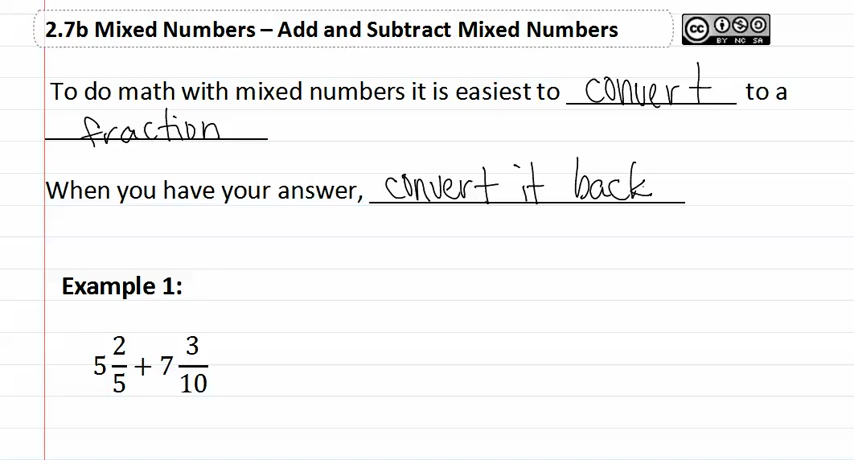 2.7b Mixed Numbers – Add and Subtract Mixed Numbers
cc BY NC SA
To do math with mixed numbers it is easiest to convert to a
fraction
When you have your answer, convert it back
Example 1:
5 2/5 + 7 3/10